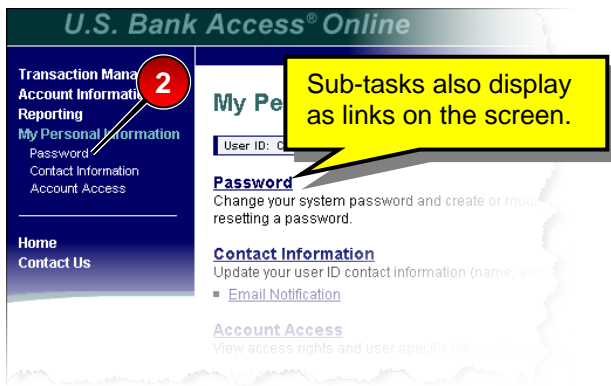 U.S. Bank Access® Online
Transaction Mana
Account Informati
Reporting
My Personal Information
Password
Contact Information
Account Access
Home
Contact Us
2
My Pe
User ID:
Sub-tasks also display
as links on the screen.
Password
Change your system password and create or mod
resetting a password.
Contact Information
Update your user ID contact information (name, add
Email Notification
Account Access
View access rights and user specific inform